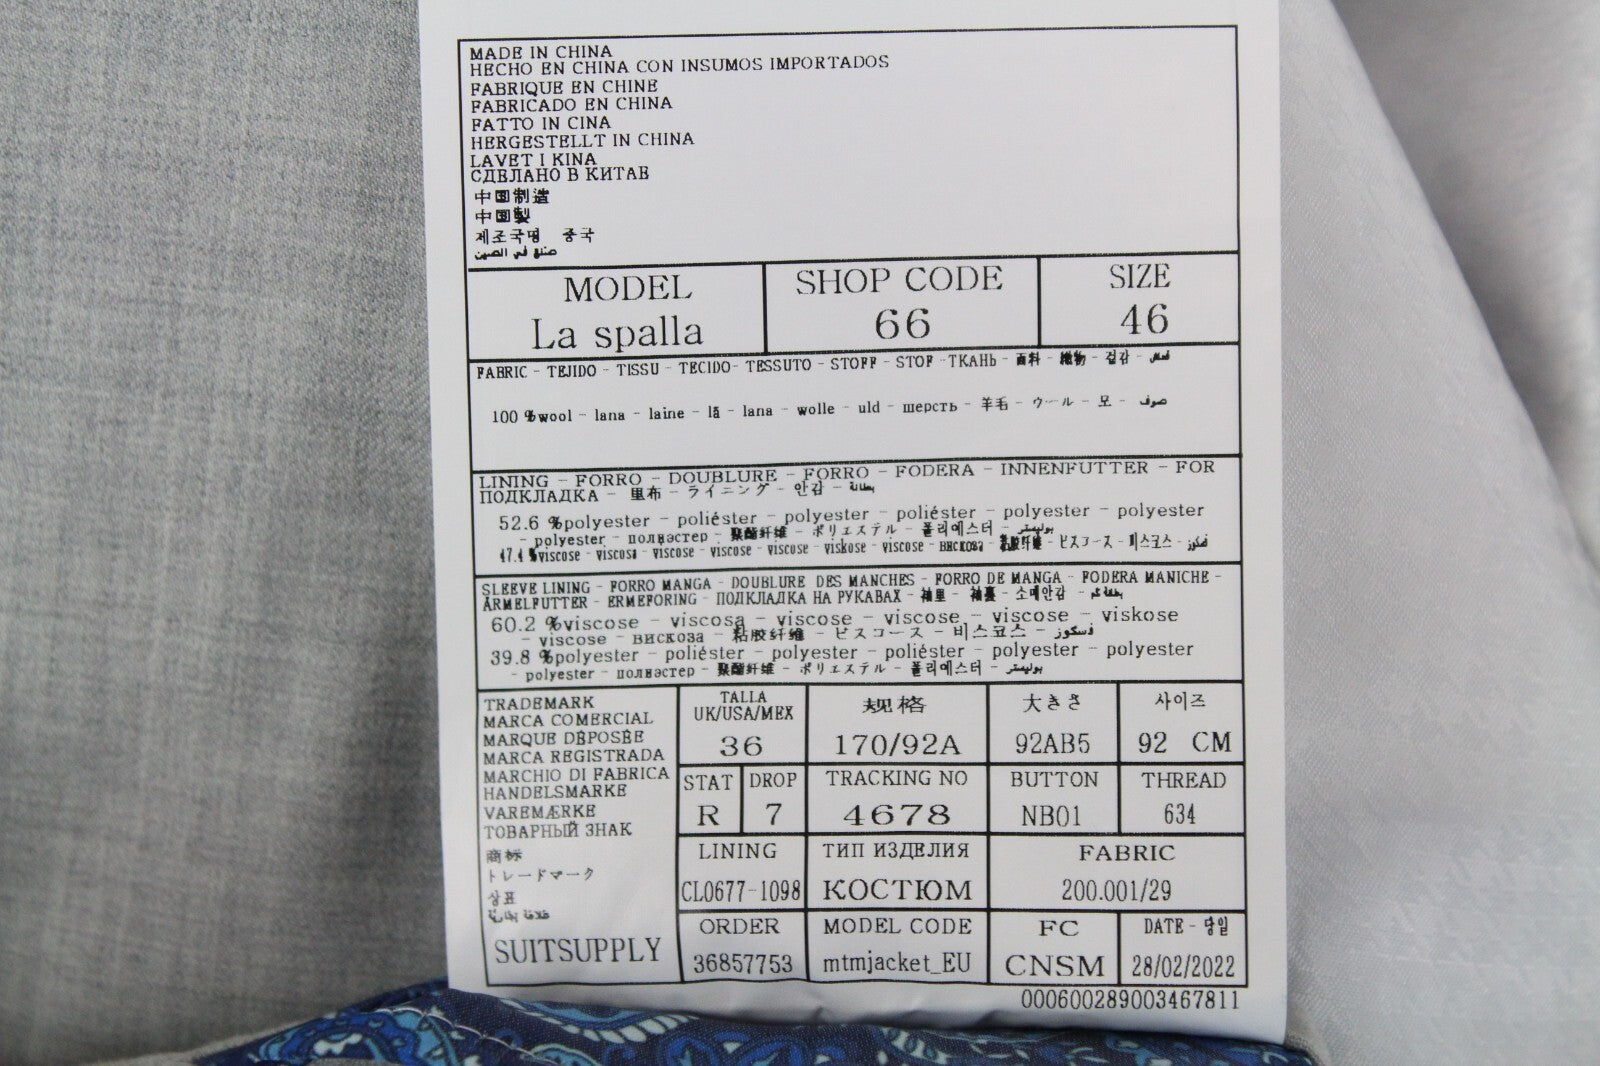 MADE IN CHINA
HECHO EN CHINA CON INSUMOS IMPORTADOS
FABRIQUE EN CHINE
FABRICADO EN CHINA
FATTO IN CINA
HERGESTELLT IN CHINA
LAVET I KINA
СДЕЛАНО В КИТАЕ
中国制造
中国製
제조국명 중국
صنع في الصين
MODEL
La spalla
SHOP CODE
66
SIZE
46
FABRIC - TEJIDO - TISSU - TECIDO- TESSUTO - STOFF - STOF -ТКАНЬ - 面料 - 織物 - 겉감 - قماش
100 %wool - lana - laine - lã - lana - wolle - uld - шерсть - 羊毛 - ウール - 모 - صوف
LINING - FORRO - DOUBLURE - FORRO - FODERA - INNENFUTTER - FOR
ПОДКЛАДКА - 里布 - ライニング - 안감 - بطانة
52.6 %polyester - poliéster - polyester - poliéster - polyester - polyester
- polyester - полиэстер - 聚酯纤维 - ポリエステル - 폴리에스터 - بوليستر
47.4 %viscose - viscosa - viscose - viscose - viscose - viskose - viscose - вискоза - 粘胶纤维 - ビスコース - 비스코스 - فسكوز
SLEEVE LINING - FORRO MANGA - DOUBLURE DES MANCHES - FORRO DE MANGA - FODERA MANICHE -
ÄRMELFUTTER - ERMEFORING - ПОДКЛАДКА НА РУКАВАХ - 袖里 - 袖裏 - 소매안감 - بطانة كم
60.2 %viscose - viscosa - viscose - viscose - viscose - viskose
- viscose - вискоза - 粘胶纤维 - ビスコース - 비스코스 - فسكوز
39.8 %polyester - poliéster - polyester - poliéster - polyester - polyester
- polyester - полиэстер - 聚酯纤维 - ポリエステル - 폴리에스터 - بوليستر
TRADEMARK
MARCA COMERCIAL
MARQUE DÉPOSÉE
MARCA REGISTRADA
MARCHIO DI FABRICA
HANDELSMARKE
VAREMÆRKE
ТОВАРНЫЙ ЗНАК
商标
トレードマーク
상표
SUITSUPPLY
TALLA
UK/USA/MEX
36
规格
170/92A
大きさ
92AB5
사이즈
92 CM
STAT
R
DROP
7
TRACKING NO
4678
BUTTON
NB01
THREAD
634
LINING
CL0677-1098
ТИП ИЗДЕЛИЯ
КОСТЮМ
FABRIC
200.001/29
ORDER
36857753
MODEL CODE
mtmjacket_EU
FC
CNSM
DATE - 당일
28/02/2022
000600289003467811